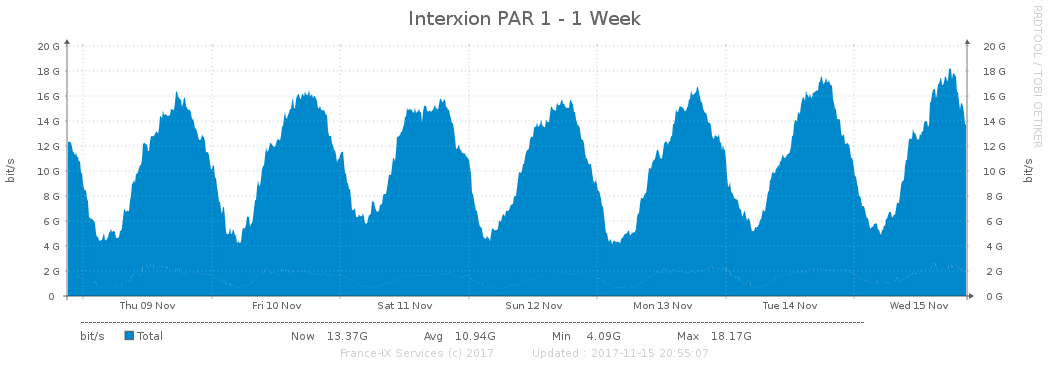 Interxion PAR 1 - 1 Week
RRDTOOL / TOBI OETIKER
bit/s
20 G
18 G
16 G
14 G
12 G
10 G
8 G
6 G
4 G
2 G
0
20 G
18 G
16 G
14 G
12 G
10 G
8 G
6 G
4 G
2 G
0 G
bit/s
Thu 09 Nov Fri 10 Nov Sat 11 Nov Sun 12 Nov Mon 13 Nov Tue 14 Nov Wed 15 Nov
bit/s Total Now 13.37G Avg 10.94G Min 4.09G Max 18.17G
France-IX Services (c) 2017 Updated : 2017-11-15 20:55:07